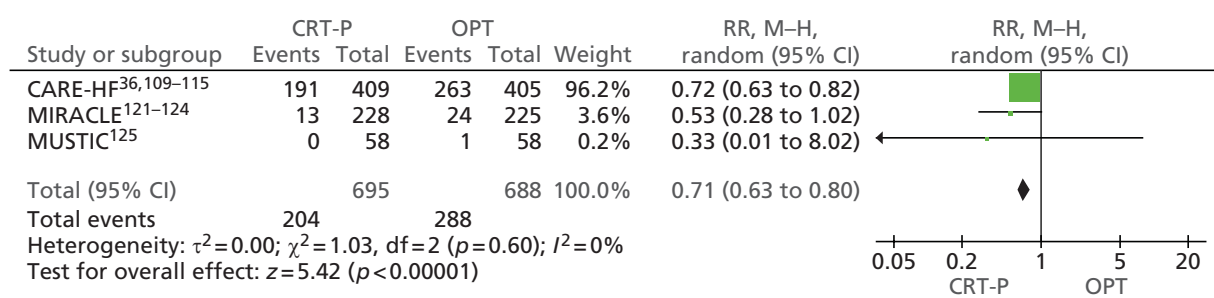 CRT-P OPT RR, M–H, RR, M–H,
Study or subgroup Events Total Events Total Weight random (95% CI) random (95% CI)
CARE-HF36,109–115 191 409 263 405 96.2% 0.72 (0.63 to 0.82)
MIRACLE121–124 13 228 24 225 3.6% 0.53 (0.28 to 1.02)
MUSTIC125 0 58 1 58 0.2% 0.33 (0.01 to 8.02)
Total (95% CI) 695 688 100.0% 0.71 (0.63 to 0.80)
Total events 204 288
Heterogeneity: τ²=0.00; χ²=1.03, df=2 (p=0.60); I²=0%
Test for overall effect: z=5.42 (p<0.00001)
0.05 0.2 1 5 20
CRT-P OPT